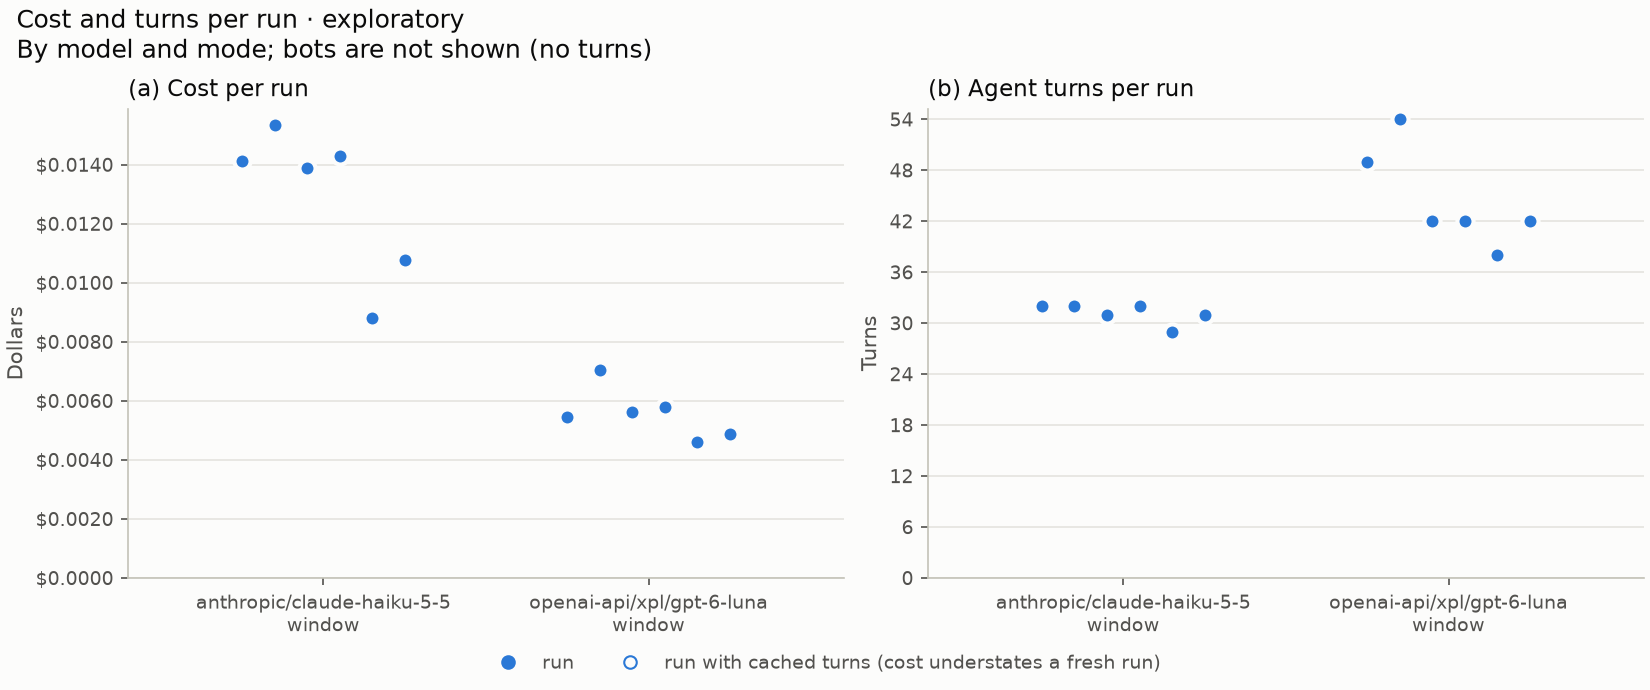 Cost and turns per run · exploratory
By model and mode; bots are not shown (no turns)
(a) Cost per run
Dollars
$0.0140
$0.0120
$0.0100
$0.0080
$0.0060
$0.0040
$0.0020
$0.0000
anthropic/claude-haiku-5-5
window
openai-api/xpl/gpt-6-luna
window
(b) Agent turns per run
Turns
54
48
42
36
30
24
18
12
6
0
anthropic/claude-haiku-5-5
window
openai-api/xpl/gpt-6-luna
window
run
run with cached turns (cost understates a fresh run)